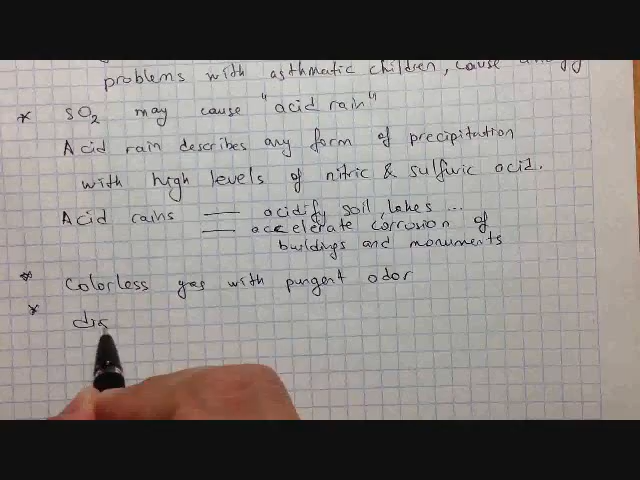 problems with asthmatic children, cause
* SO2 may cause "acid rain"
Acid rain describes any form of precipitation
with high levels of nitric & sulfuric acid.
Acid rains — acidify soil, lakes ...
— accelerate corrosion of
buildings and monuments
* Colorless gas with pungent odor
* dis